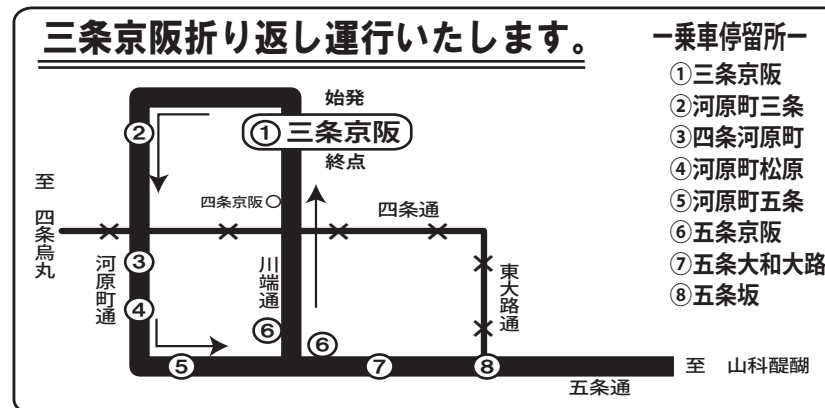 三条京阪折り返し運行いたします。
ー乗車停留所ー
①三条京阪
②河原町三条
③四条河原町
④河原町松原
⑤河原町五条
⑥五条京阪
⑦五条大和大路
⑧五条坂
始発
①三条京阪
終点
②
至 四条烏丸
四条京阪○
四条通
河原町通
③
④
川端通
東大路通
⑥
⑥
⑤
⑦
⑧
至 山科醍醐
五条通